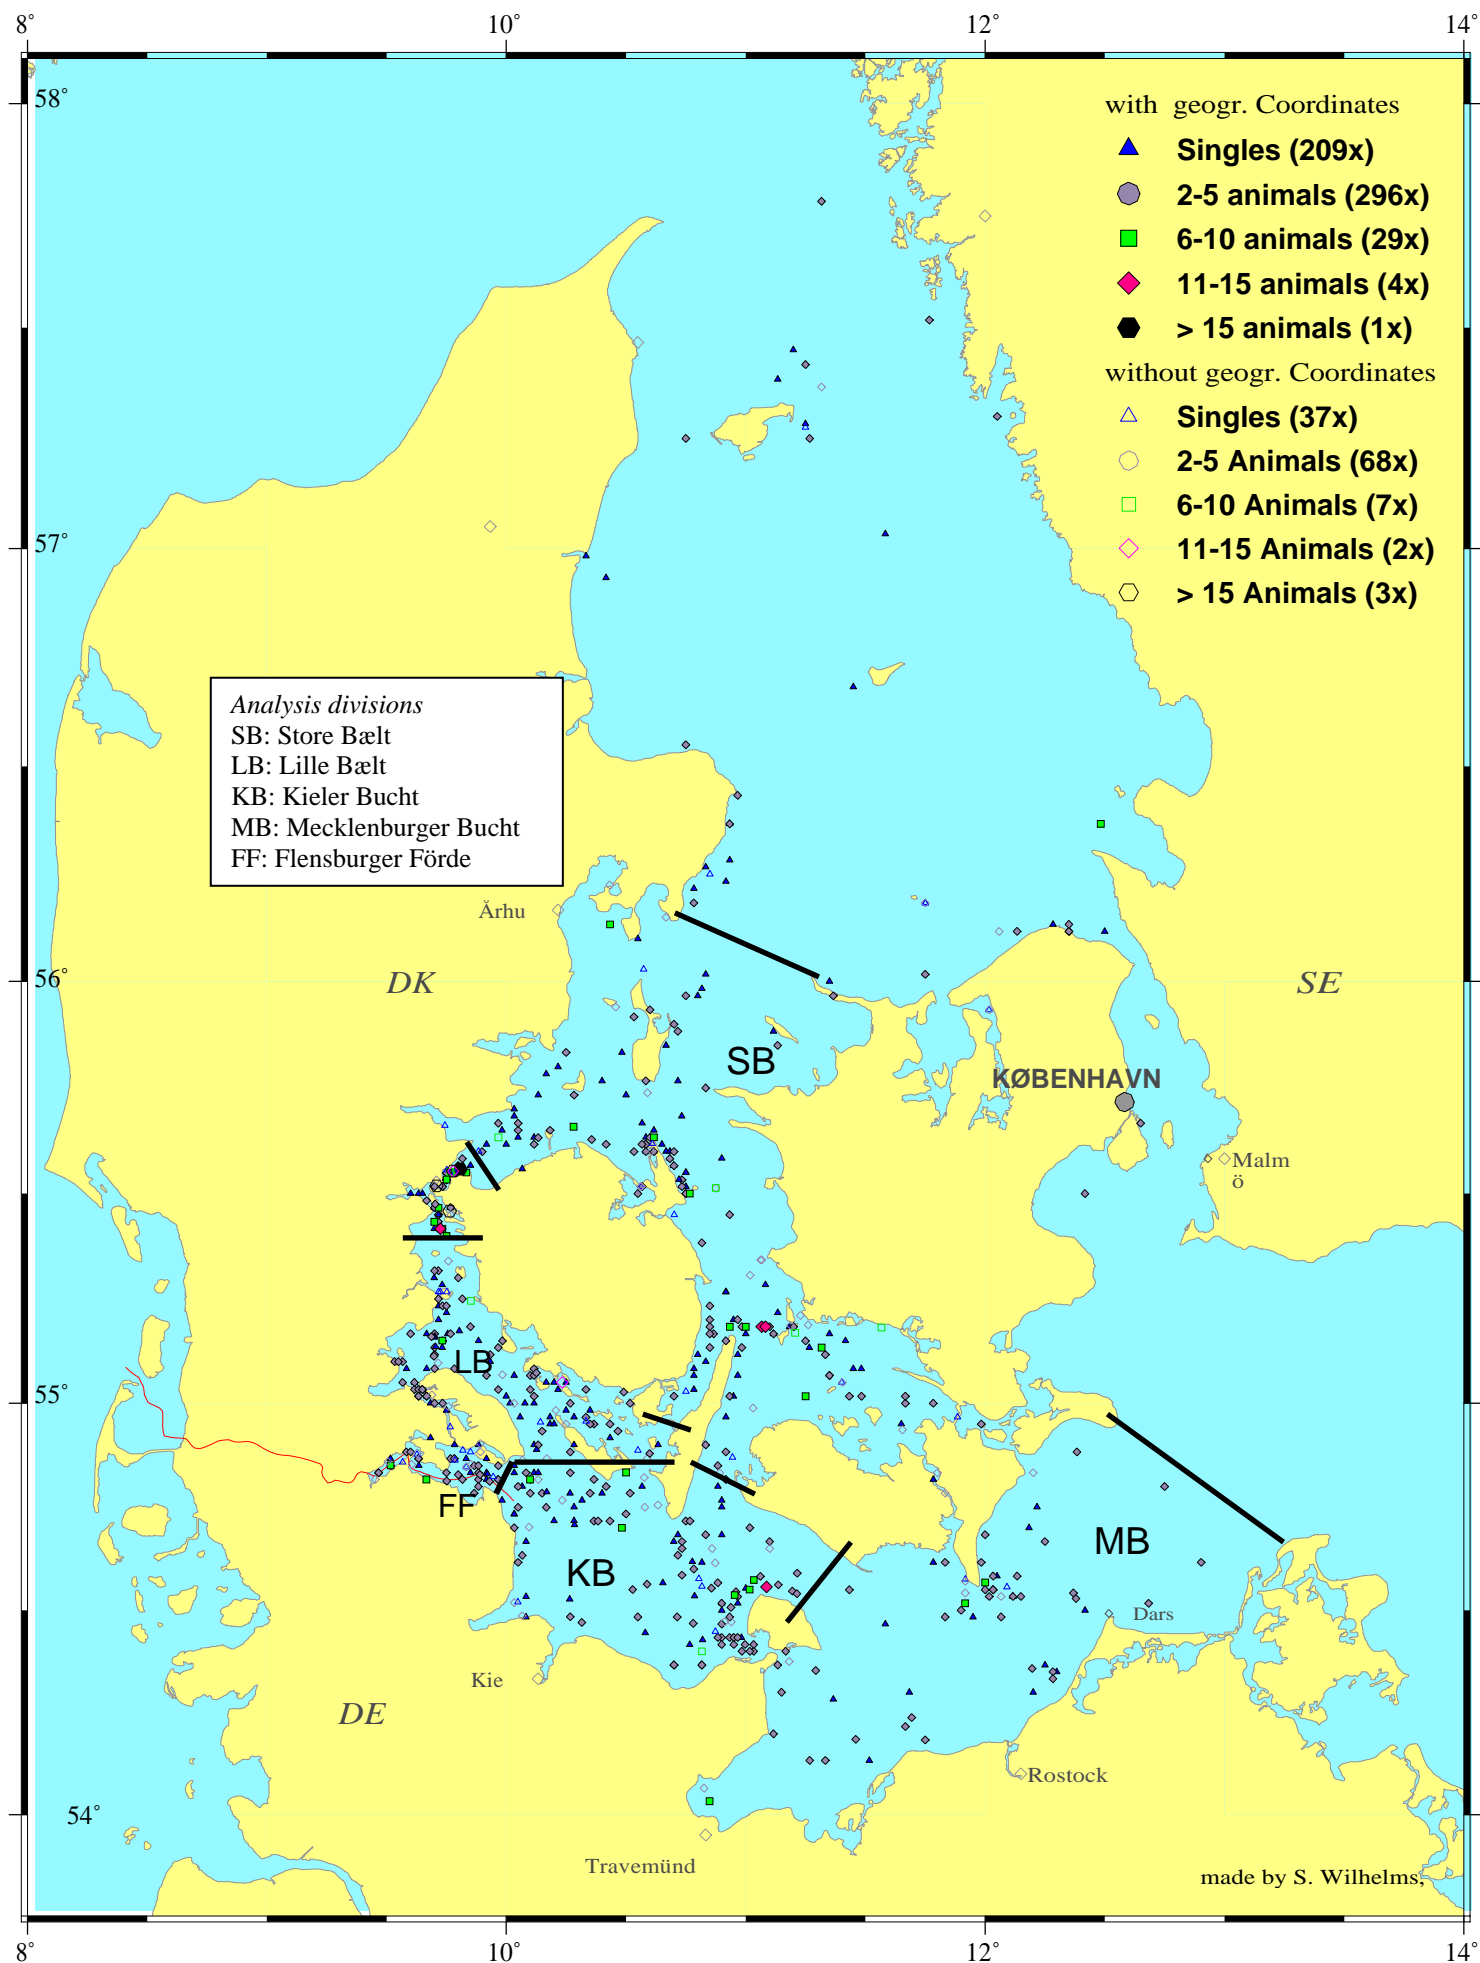 8°
10°
12°
14°
58°
57°
56°
55°
54°
with geogr. Coordinates
Singles (209x)
2-5 animals (296x)
6-10 animals (29x)
11-15 animals (4x)
> 15 animals (1x)
without geogr. Coordinates
Singles (37x)
2-5 Animals (68x)
6-10 Animals (7x)
11-15 Animals (2x)
> 15 Animals (3x)
Analysis divisions
SB: Store Bælt
LB: Lille Bælt
KB: Kieler Bucht
MB: Mecklenburger Bucht
FF: Flensburger Förde
Århu
DK
SE
SB
KØBENHAVN
Malm
ö
LB
FF
KB
MB
Dars
Kie
DE
Rostock
Travemünd
made by S. Wilhelms,
8°
10°
12°
14°